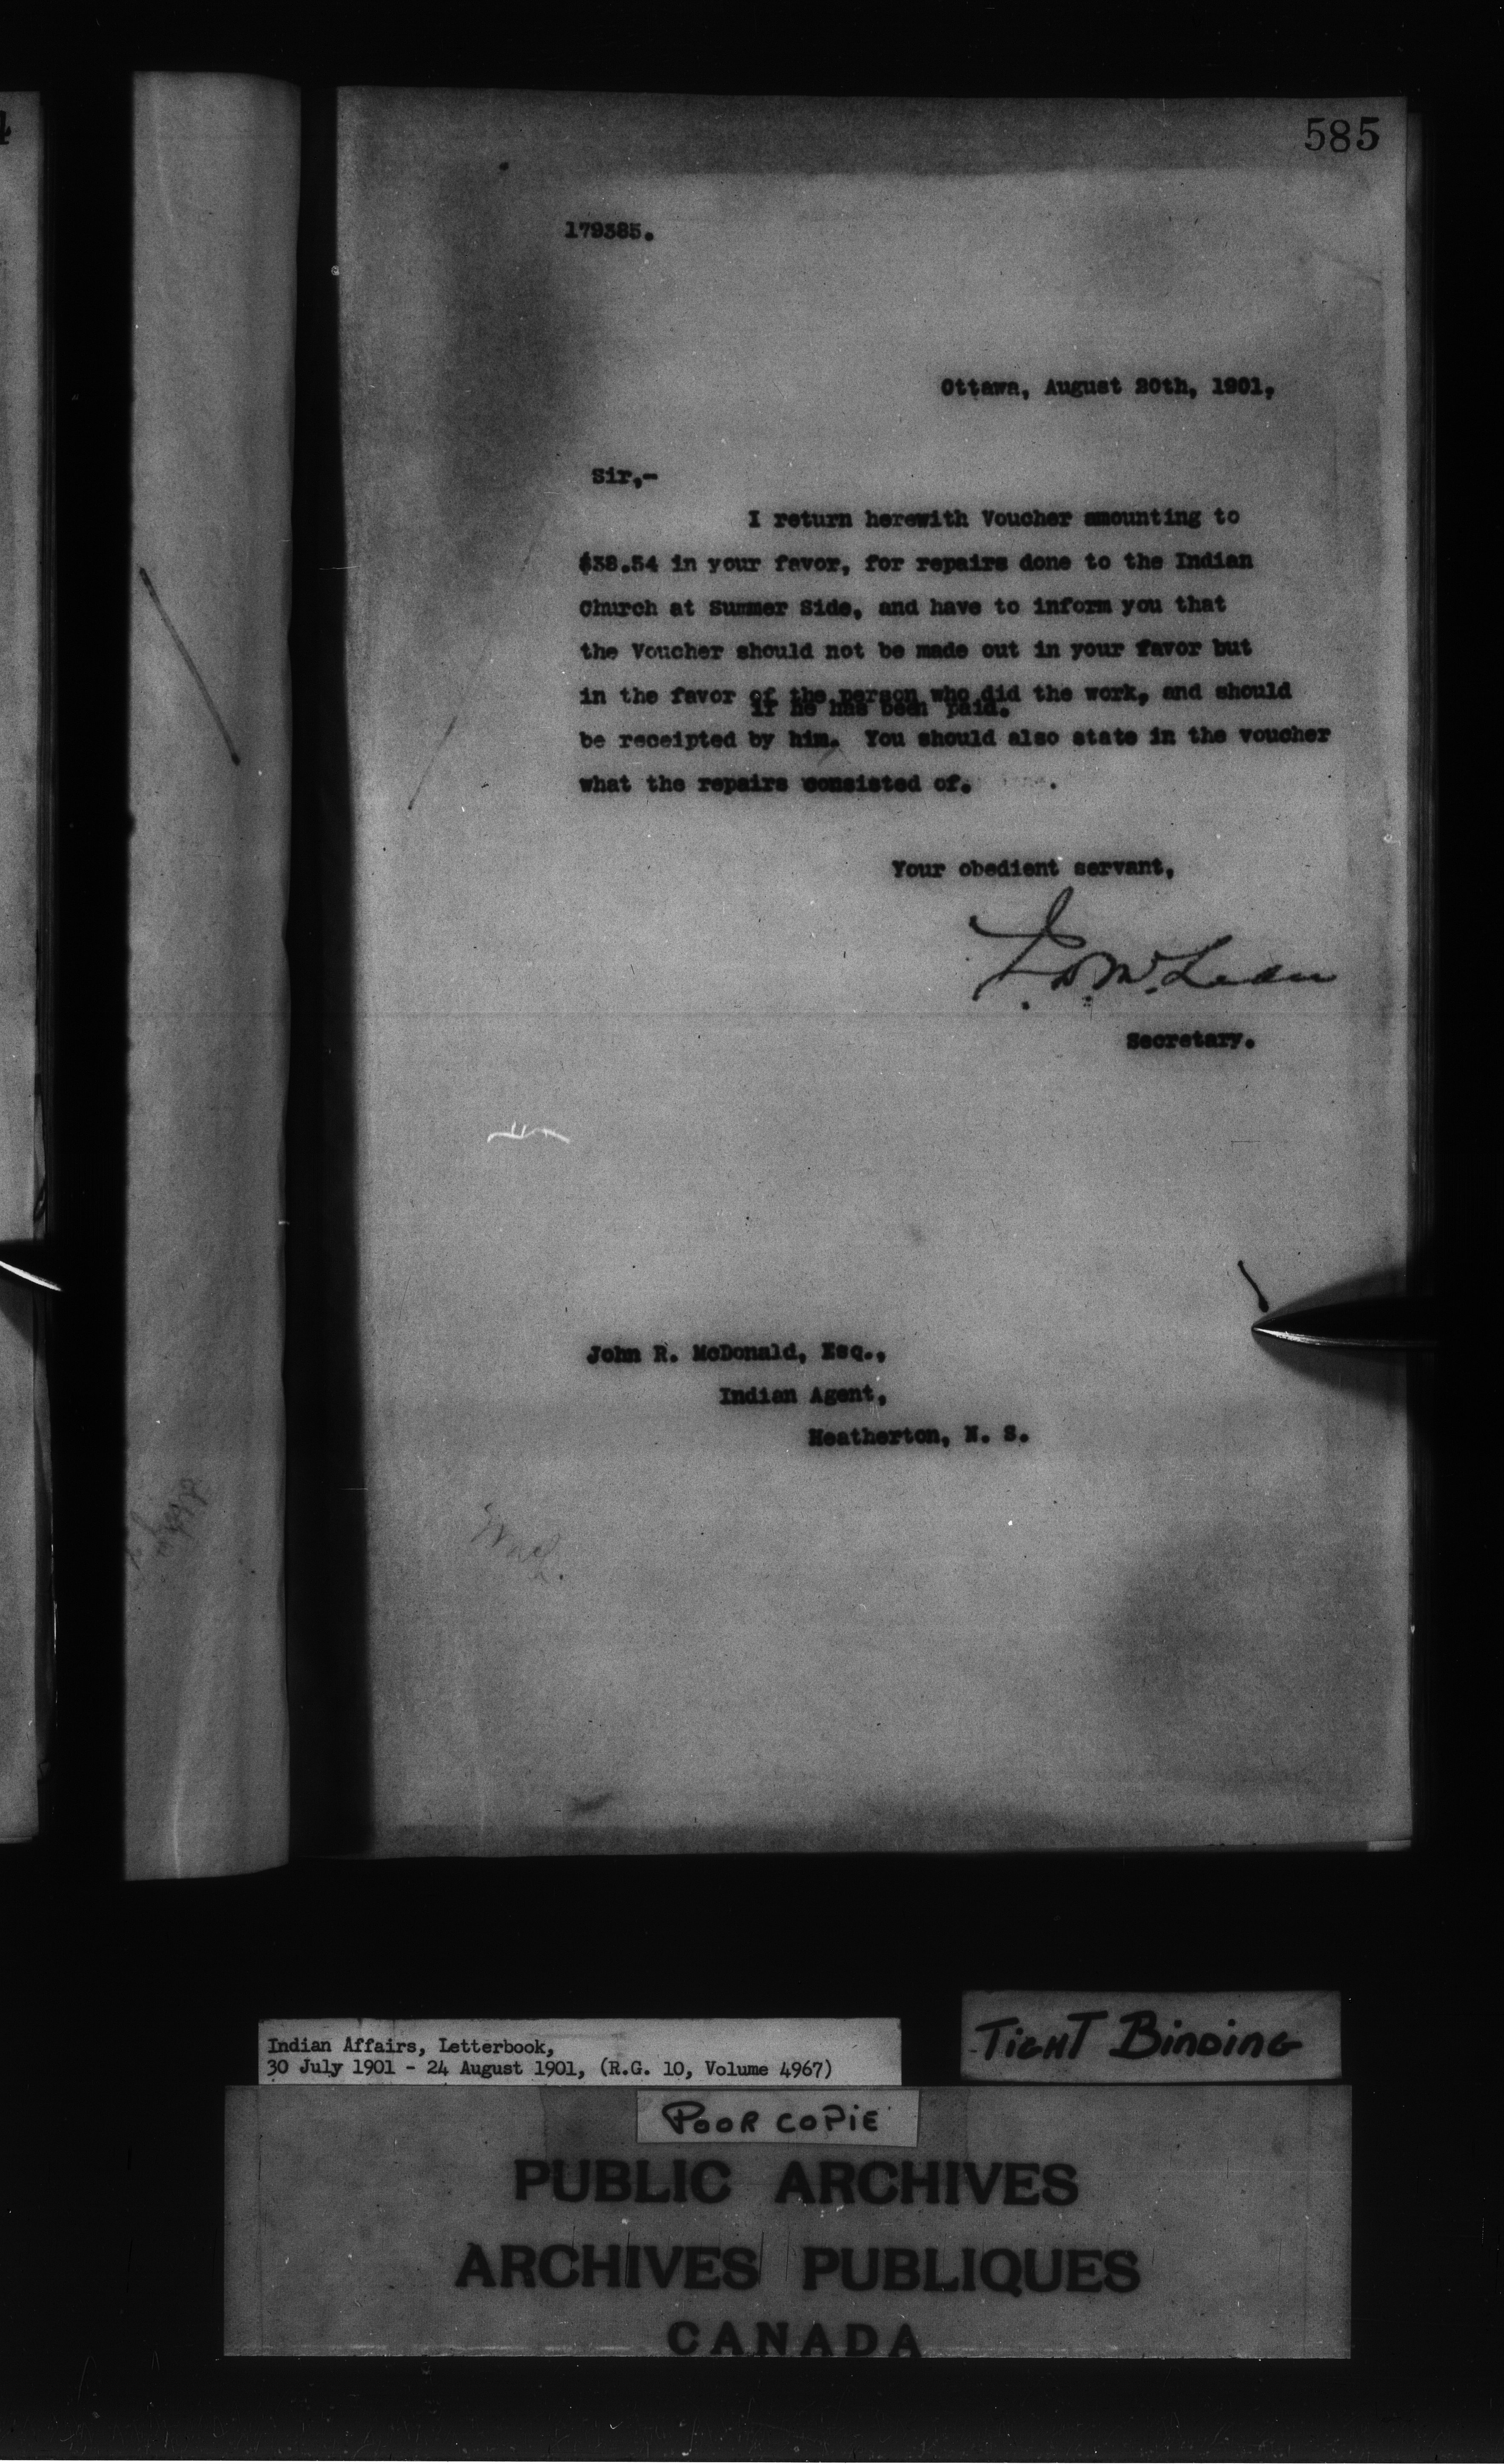 585
179385.
Ottawa, August 20th, 1901,
Sir,-
I return herewith Voucher amounting to
$38.54 in your favor, for repairs done to the Indian
Church at Summer Side, and have to inform you that
the Voucher should not be made out in your favor but
in the favor of the person who did the work, and should
if he has been paid.
be receipted by him. You should also state in the voucher
what the repairs consisted of.
Your obedient servant,
J. D. McLean
Secretary.
John R. McDonald, Esq.,
Indian Agent,
Heatherton, N. S.
Indian Affairs, Letterbook,
30 July 1901 - 24 August 1901, (R.G. 10, Volume 4967)
TIGHT BINDING
POOR COPIE
PUBLIC ARCHIVES
ARCHIVES PUBLIQUES
CANADA